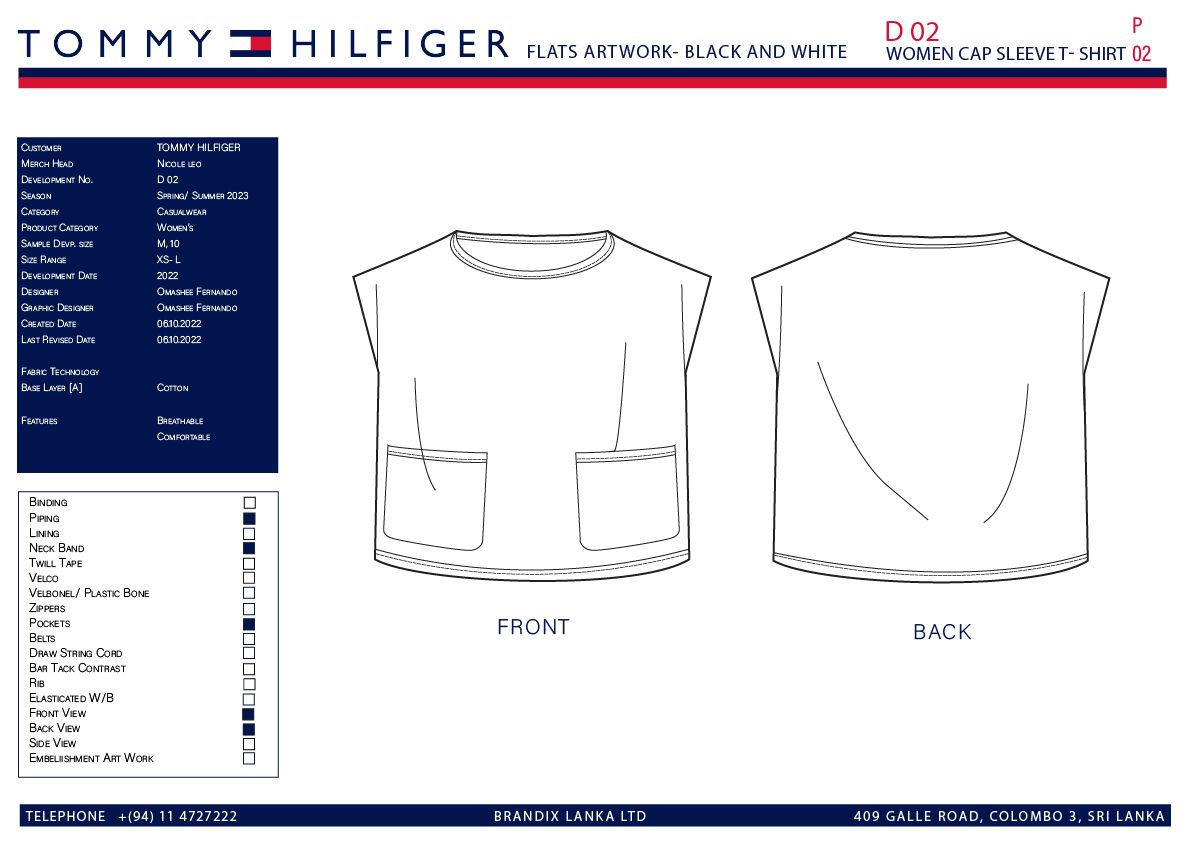 TOMMY HILFIGER FLATS ARTWORK- BLACK AND WHITE
D 02
WOMEN CAP SLEEVE T- SHIRT
P
02
Customer TOMMY HILFIGER
Merch Head Nicole leo
Development No. D 02
Season Spring/ Summer 2023
Category Casualwear
Product Category Women's
Sample Devp. size M, 10
Size Range XS- L
Development Date 2022
Designer Omashee Fernando
Graphic Designer Omashee Fernando
Created Date 06.10.2022
Last Revised Date 06.10.2022
Fabric Technology
Base Layer [A] Cotton
Features Breathable
Comfortable
Binding
Piping
Lining
Neck Band
Twill Tape
Velco
Velbonel/ Plastic Bone
Zippers
Pockets
Belts
Draw String Cord
Bar Tack Contrast
Rib
Elasticated W/B
Front View
Back View
Side View
Embeliishment Art Work
FRONT
BACK
TELEPHONE +(94) 11 4727222
BRANDIX LANKA LTD
409 GALLE ROAD, COLOMBO 3, SRI LANKA